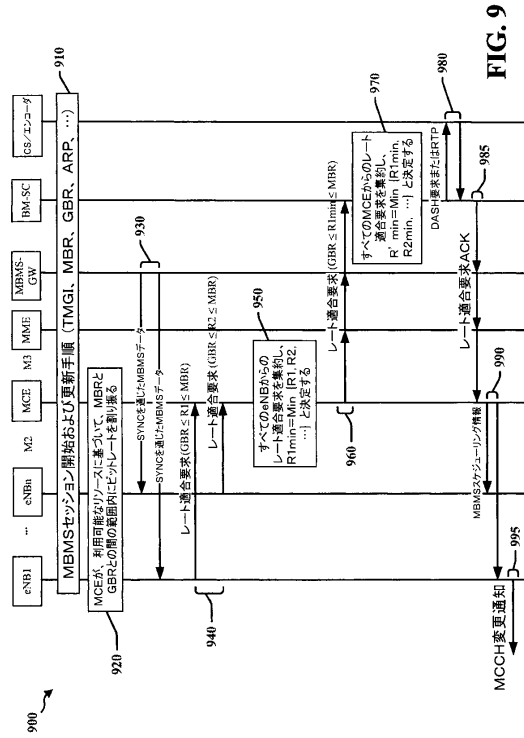 900
eNB1
...
eNBn
M2
MCE
M3
MME
MBMS-
GW
BM-SC
CS/エンコーダ
MBMSセッション開始および更新手順（TMGI、MBR、GBR、ARP、…）
910
MCEが、利用可能なリソースに基づいて、MBRと
GBRとの間の範囲内にビットレートを割り振る
920
SYNCを通じたMBMSデータ
SYNCを通じたMBMSデータ
930
レート適合要求(GBR ≤ R1 ≤ MBR)
レート適合要求(GBR ≤ R2 ≤ MBR)
940
すべてのeNBからの
レート適合要求を集約し、
R1min＝Min [R1, R2,
…] と決定する
950
レート適合要求 (GBR ≤ R1min ≤ MBR)
960
すべてのMCEからのレート
適合要求を集約し、
R' min＝Min [R1min,
R2min, …] と決定する
970
DASH要求またはRTP
980
レート適合要求ACK
985
MBMSスケジューリング情報
990
MCCH変更通知
995
FIG. 9